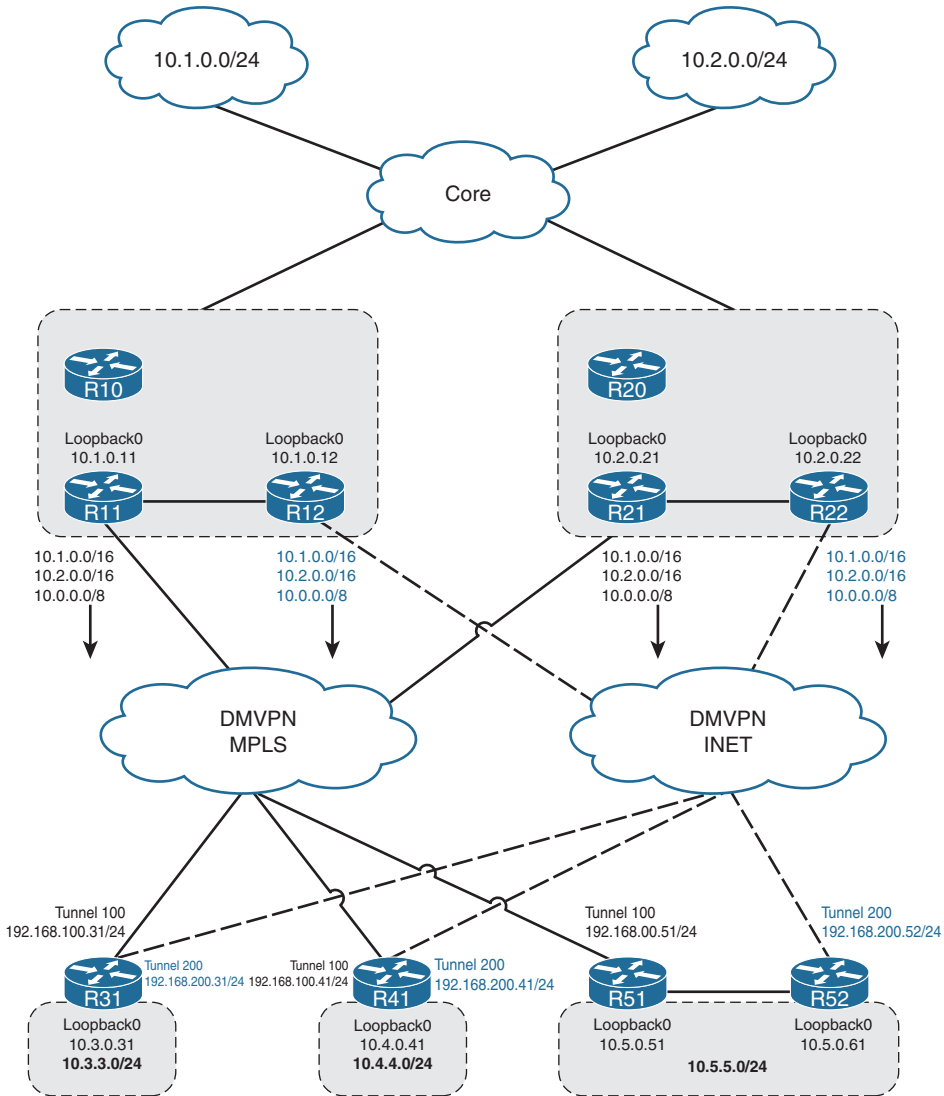 10.1.0.0/24
10.2.0.0/24
Core
R10
R20
Loopback0
10.1.0.11
Loopback0
10.1.0.12
Loopback0
10.2.0.21
Loopback0
10.2.0.22
R11
R12
R21
R22
10.1.0.0/16
10.2.0.0/16
10.0.0.0/8
10.1.0.0/16
10.2.0.0/16
10.0.0.0/8
10.1.0.0/16
10.2.0.0/16
10.0.0.0/8
10.1.0.0/16
10.2.0.0/16
10.0.0.0/8
DMVPN
MPLS
DMVPN
INET
Tunnel 100
192.168.100.31/24
Tunnel 200
192.168.200.31/24
Tunnel 100
192.168.100.41/24
Tunnel 200
192.168.200.41/24
Tunnel 100
192.168.00.51/24
Tunnel 200
192.168.200.52/24
R31
R41
R51
R52
Loopback0
10.3.0.31
10.3.3.0/24
Loopback0
10.4.0.41
10.4.4.0/24
Loopback0
10.5.0.51
Loopback0
10.5.0.61
10.5.5.0/24